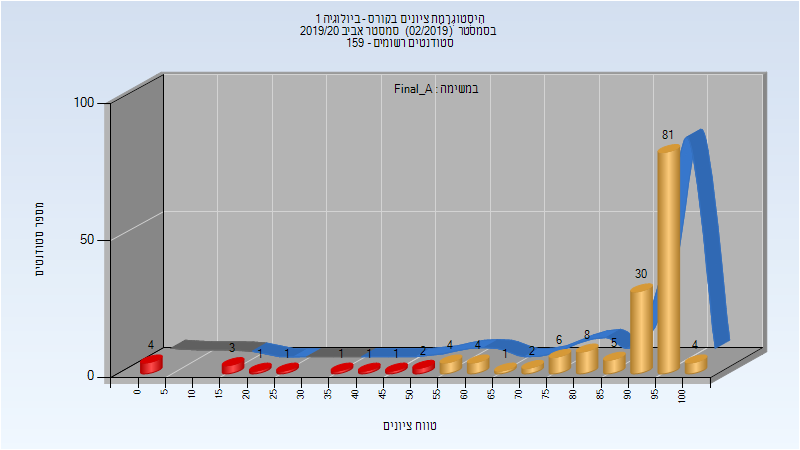 היסטוגרמת ציונים בקורס - ביולוגיה 1
בסמסטר (02/2019) סמסטר אביב 2019/20
סטודנטים רשומים - 159
במשימה : Final_A
מספר סטודנטים
100
50
0
4 3 1 1 1 1 1 2 4 4 1 2 6 8 5 30 81 4
0 5 10 15 20 25 30 35 40 45 50 55 60 65 70 75 80 85 90 95 100
טווח ציונים